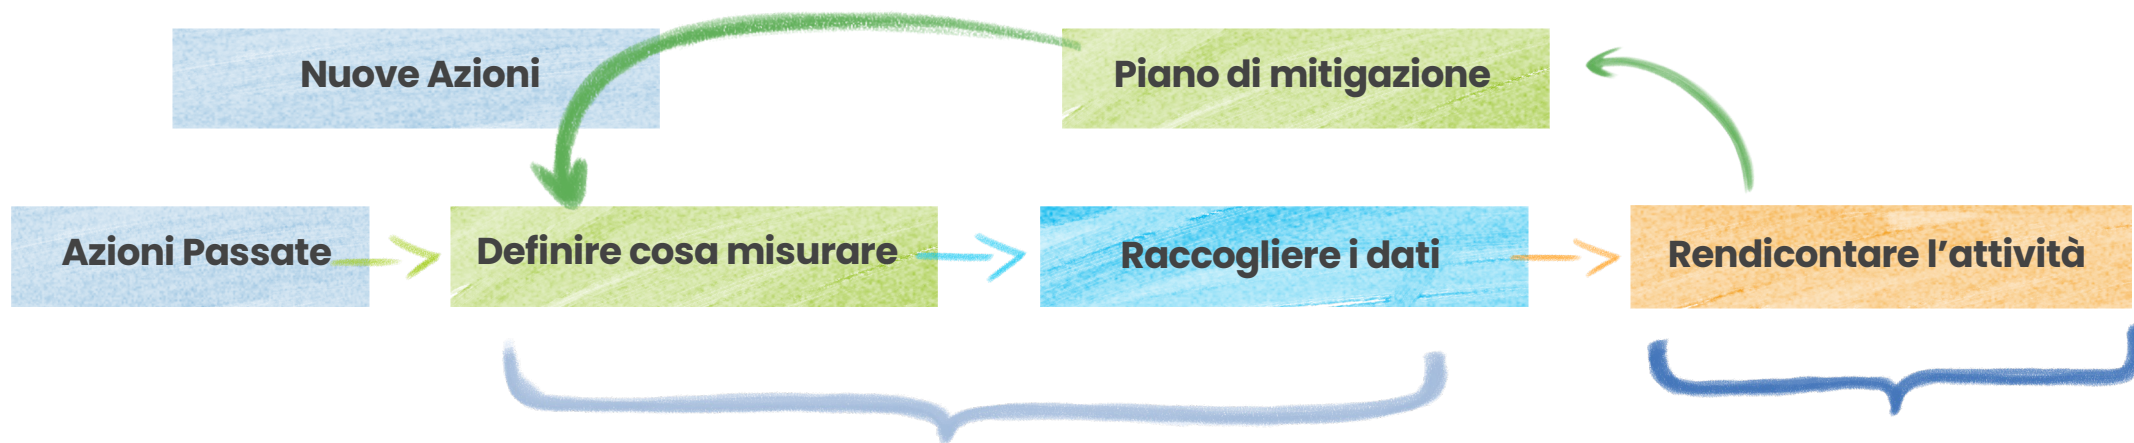 Nuove Azioni
Piano di mitigazione
Azioni Passate
Definire cosa misurare
Raccogliere i dati
Rendicontare l’attività